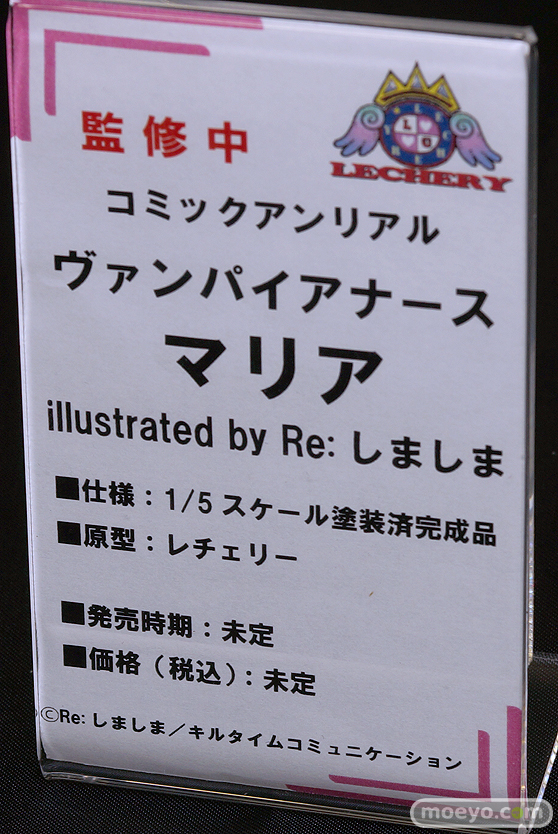 監修中
LECHERY
コミックアンリアル
ヴァンパイアナース
マリア
illustrated by Re:しましま
■仕様:1/5スケール塗装済完成品
■原型:レチェリー
■発売時期:未定
■価格(税込):未定
©Re:しましま/キルタイムコミュニケーション
moeyo.com